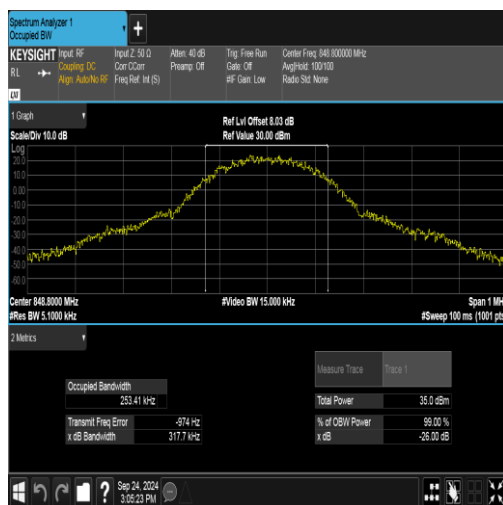 Spectrum Analyzer 1
Occupied BW
+
KEYSIGHT
RL
Input: RF
Coupling: DC
Align: Auto/No RF
Input Z: 50 Ω
Corr CCorr
Freq Ref: Int (S)
Atten: 40 dB
Preamp: Off
Trig: Free Run
Gate: Off
#IF Gain: Low
Center Freq: 848.800000 MHz
Avg|Hold: 100/100
Radio Std: None
1 Graph
Scale/Div 10.0 dB
Ref Lvl Offset 8.03 dB
Ref Value 30.00 dBm
Log
20.0
10.0
0.00
-10.0
-20.0
-30.0
-40.0
-50.0
-60.0
Center 848.8000 MHz
#Res BW 5.1000 kHz
#Video BW 15.000 kHz
Span 1 MH
#Sweep 100 ms (1001 pts
2 Metrics
Measure Trace Trace 1
Occupied Bandwidth
253.41 kHz
Total Power 35.0 dBm
Transmit Freq Error -974 Hz
% of OBW Power 99.00 %
x dB Bandwidth 317.7 kHz
x dB -26.00 dB
?
Sep 24, 2024
3:05:23 PM